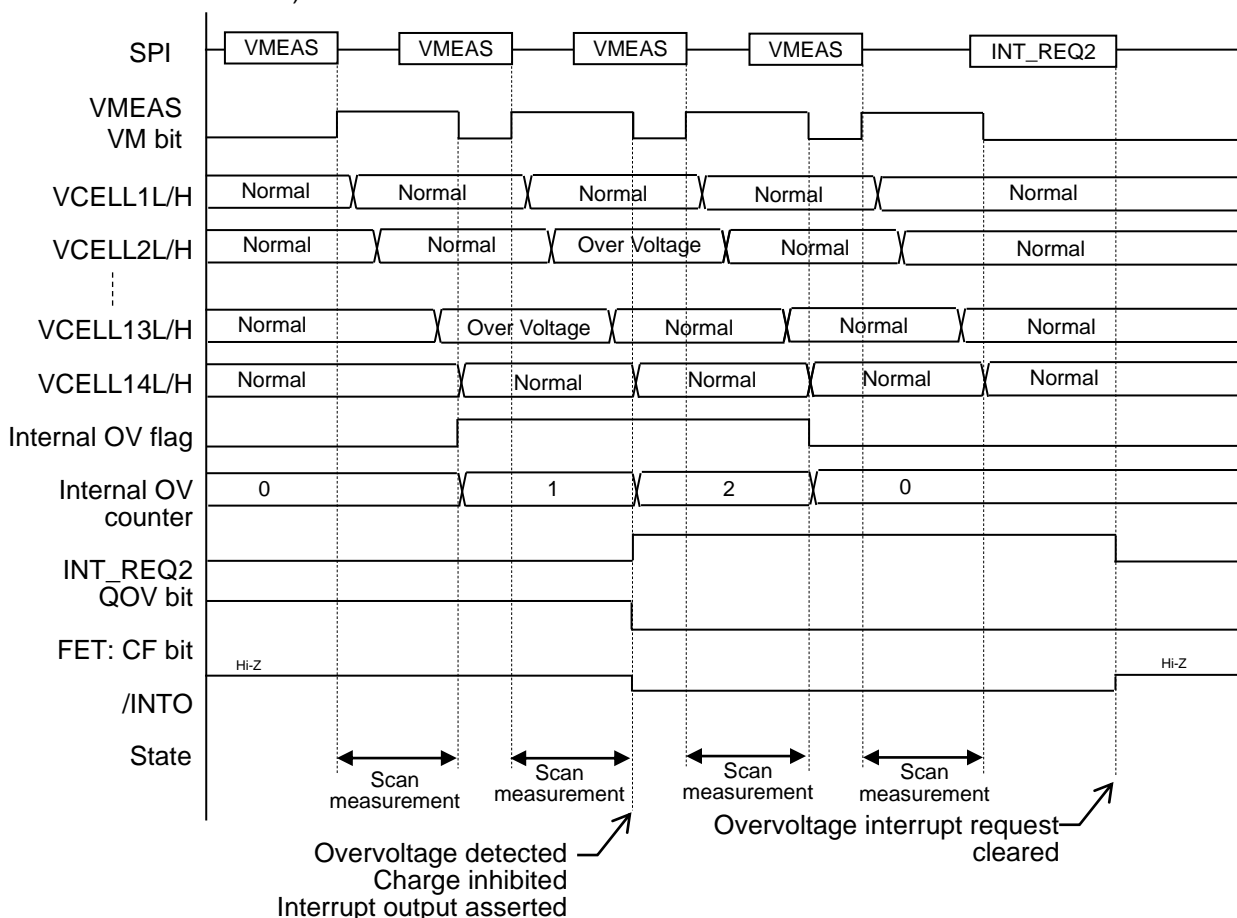 SPI VMEAS VMEAS VMEAS VMEAS INT_REQ2
VMEAS
VM bit
VCELL1L/H Normal Normal Normal Normal Normal
VCELL2L/H Normal Normal Over Voltage Normal Normal
VCELL13L/H Normal Over Voltage Normal Normal Normal
VCELL14L/H Normal Normal Normal Normal Normal
Internal OV flag
Internal OV
counter
0 1 2 0
INT_REQ2
QOV bit
FET: CF bit
Hi-Z Hi-Z
/INTO
State
Scan
measurement
Scan
measurement
Scan
measurement
Scan
measurement
Overvoltage detected
Charge inhibited
Interrupt output asserted
Overvoltage interrupt request
cleared